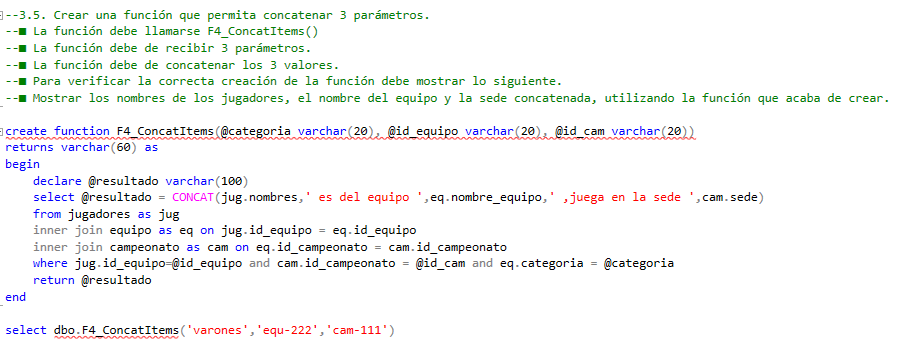 --3.5. Crear una función que permita concatenar 3 parámetros.
--■ La función debe llamarse F4_ConcatItems()
--■ La función debe de recibir 3 parámetros.
--■ La función debe de concatenar los 3 valores.
--■ Para verificar la correcta creación de la función debe mostrar lo siguiente.
--■ Mostrar los nombres de los jugadores, el nombre del equipo y la sede concatenada, utilizando la función que acaba de crear.
create function F4_ConcatItems(@categoria varchar(20), @id_equipo varchar(20), @id_cam varchar(20))
returns varchar(60) as
begin
declare @resultado varchar(100)
select @resultado = CONCAT(jug.nombres,' es del equipo ',eq.nombre_equipo,' ,juega en la sede ',cam.sede)
from jugadores as jug
inner join equipo as eq on jug.id_equipo = eq.id_equipo
inner join campeonato as cam on eq.id_campeonato = cam.id_campeonato
where jug.id_equipo=@id_equipo and cam.id_campeonato = @id_cam and eq.categoria = @categoria
return @resultado
end
select dbo.F4_ConcatItems('varones','equ-222','cam-111')